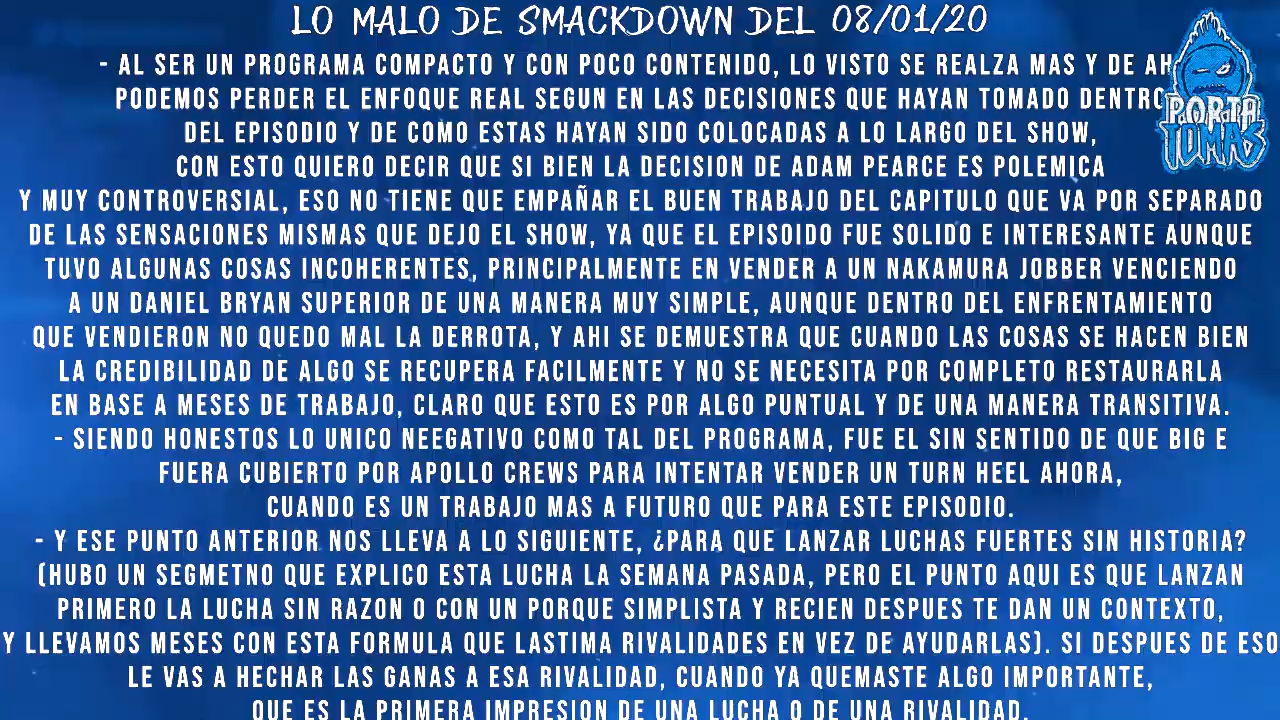 LO MALO DE SMACKDOWN DEL 08/01/20
- AL SER UN PROGRAMA COMPACTO Y CON POCO CONTENIDO, LO VISTO SE REALZA MAS Y DE AH
PODEMOS PERDER EL ENFOQUE REAL SEGUN EN LAS DECISIONES QUE HAYAN TOMADO DENTRO
DEL EPISODIO Y DE COMO ESTAS HAYAN SIDO COLOCADAS A LO LARGO DEL SHOW,
CON ESTO QUIERO DECIR QUE SI BIEN LA DECISION DE ADAM PEARCE ES POLEMICA
Y MUY CONTROVERSIAL, ESO NO TIENE QUE EMPAÑAR EL BUEN TRABAJO DEL CAPITULO QUE VA POR SEPARADO
DE LAS SENSACIONES MISMAS QUE DEJO EL SHOW, YA QUE EL EPISOIDO FUE SOLIDO E INTERESANTE AUNQUE
TUVO ALGUNAS COSAS INCOHERENTES, PRINCIPALMENTE EN VENDER A UN NAKAMURA JOBBER VENCIENDO
A UN DANIEL BRYAN SUPERIOR DE UNA MANERA MUY SIMPLE, AUNQUE DENTRO DEL ENFRENTAMIENTO
QUE VENDIERON NO QUEDO MAL LA DERROTA, Y AHI SE DEMUESTRA QUE CUANDO LAS COSAS SE HACEN BIEN
LA CREDIBILIDAD DE ALGO SE RECUPERA FACILMENTE Y NO SE NECESITA POR COMPLETO RESTAURARLA
EN BASE A MESES DE TRABAJO, CLARO QUE ESTO ES POR ALGO PUNTUAL Y DE UNA MANERA TRANSITIVA.
- SIENDO HONESTOS LO UNICO NEEGATIVO COMO TAL DEL PROGRAMA, FUE EL SIN SENTIDO DE QUE BIG E
FUERA CUBIERTO POR APOLLO CREWS PARA INTENTAR VENDER UN TURN HEEL AHORA,
CUANDO ES UN TRABAJO MAS A FUTURO QUE PARA ESTE EPISODIO.
- Y ESE PUNTO ANTERIOR NOS LLEVA A LO SIGUIENTE, ¿PARA QUE LANZAR LUCHAS FUERTES SIN HISTORIA?
(HUBO UN SEGMETNO QUE EXPLICO ESTA LUCHA LA SEMANA PASADA, PERO EL PUNTO AQUI ES QUE LANZAN
PRIMERO LA LUCHA SIN RAZON O CON UN PORQUE SIMPLISTA Y RECIEN DESPUES TE DAN UN CONTEXTO,
Y LLEVAMOS MESES CON ESTA FORMULA QUE LASTIMA RIVALIDADES EN VEZ DE AYUDARLAS). SI DESPUES DE ESO
LE VAS A HECHAR LAS GANAS A ESA RIVALIDAD, CUANDO YA QUEMASTE ALGO IMPORTANTE,
QUE ES LA PRIMERA IMPRESION DE UNA LUCHA O DE UNA RIVALIDAD.
PORTA
TOMAS